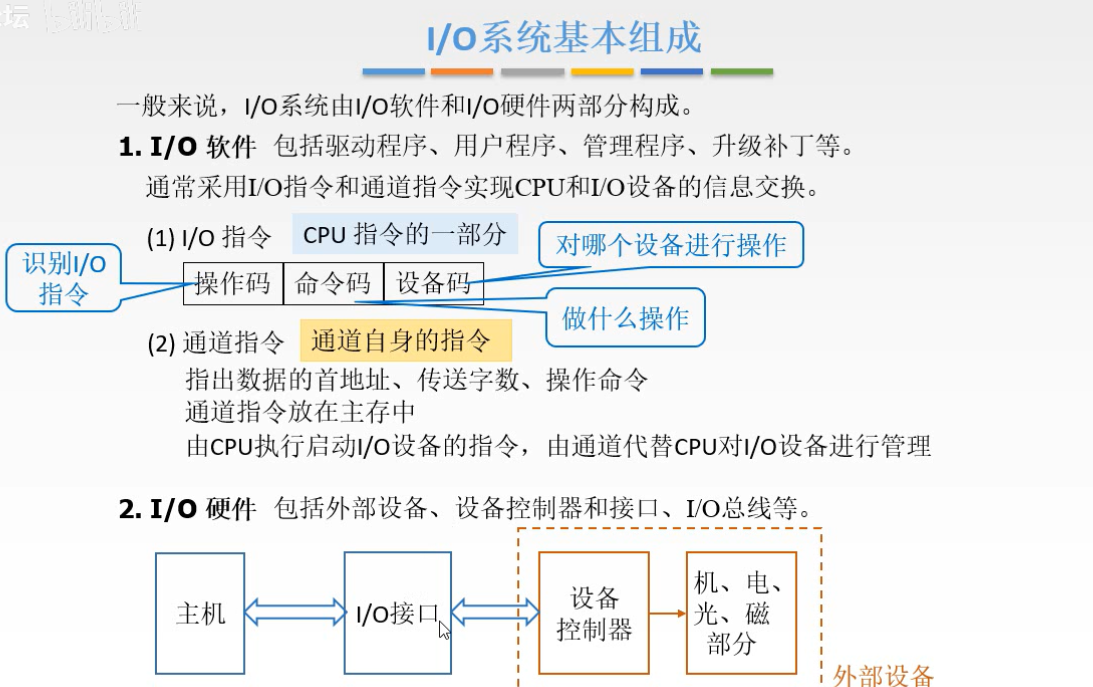 坛
I/O系统基本组成
一般来说，I/O系统由I/O软件和I/O硬件两部分构成。
1. I/O 软件 包括驱动程序、用户程序、管理程序、升级补丁等。
通常采用I/O指令和通道指令实现CPU和I/O设备的信息交换。
(1) I/O 指令 CPU 指令的一部分
对哪个设备进行操作
识别I/O
指令
操作码 命令码 设备码
做什么操作
(2) 通道指令 通道自身的指令
指出数据的首地址、传送字数、操作命令
通道指令放在主存中
由CPU执行启动I/O设备的指令，由通道代替CPU对I/O设备进行管理
2. I/O 硬件 包括外部设备、设备控制器和接口、I/O总线等。
主机
I/O接口
设备
控制器
机、电、
光、磁
部分
外部设备